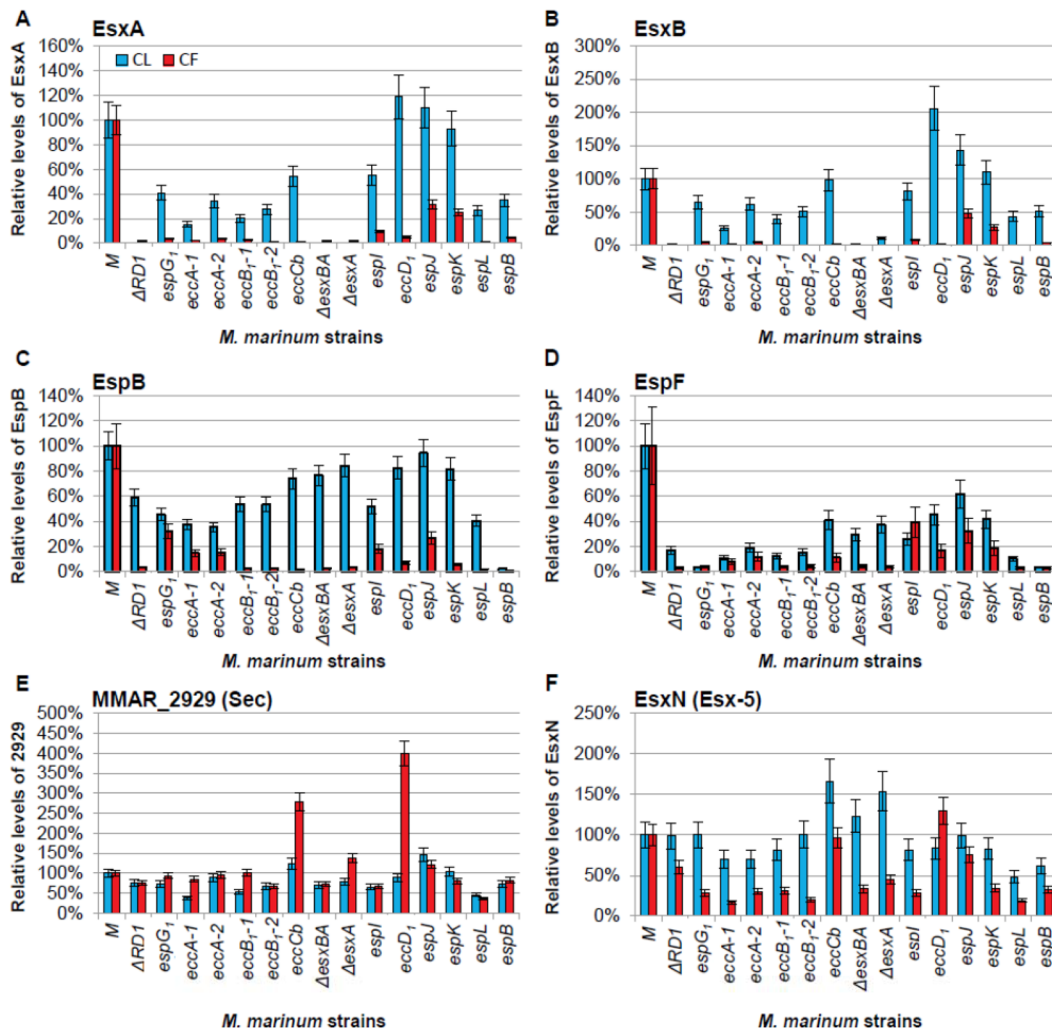 A EsxA
Relative levels of EsxA
160%
140%
120%
100%
80%
60%
40%
20%
0%
CL CF
M ΔRD1 espG₁ eccA-1 eccA-2 eccB₁-1 eccB₁-2 eccCb ΔesxBA ΔesxA espI eccD₁ espJ espK espL espB
M. marinum strains
B EsxB
Relative levels of EsxB
300%
250%
200%
150%
100%
50%
0%
M ΔRD1 espG₁ eccA-1 eccA-2 eccB₁-1 eccB₁-2 eccCb ΔesxBA ΔesxA espI eccD₁ espJ espK espL espB
M. marinum strains
C EspB
Relative levels of EspB
140%
120%
100%
80%
60%
40%
20%
0%
M ΔRD1 espG₁ eccA-1 eccA-2 eccB₁-1 eccB₁-2 eccCb ΔesxBA ΔesxA espI eccD₁ espJ espK espL espB
M. marinum strains
D EspF
Relative levels of EspF
140%
120%
100%
80%
60%
40%
20%
0%
M ΔRD1 espG₁ eccA-1 eccA-2 eccB₁-1 eccB₁-2 eccCb ΔesxBA ΔesxA espI eccD₁ espJ espK espL espB
M. marinum strains
E MMAR_2929 (Sec)
Relative levels of 2929
500%
450%
400%
350%
300%
250%
200%
150%
100%
50%
0%
M ΔRD1 espG₁ eccA-1 eccA-2 eccB₁-1 eccB₁-2 eccCb ΔesxBA ΔesxA espI eccD₁ espJ espK espL espB
M. marinum strains
F EsxN (Esx-5)
Relative levels of EsxN
250%
200%
150%
100%
50%
0%
M ΔRD1 espG₁ eccA-1 eccA-2 eccB₁-1 eccB₁-2 eccCb ΔesxBA ΔesxA espI eccD₁ espJ espK espL espB
M. marinum strains